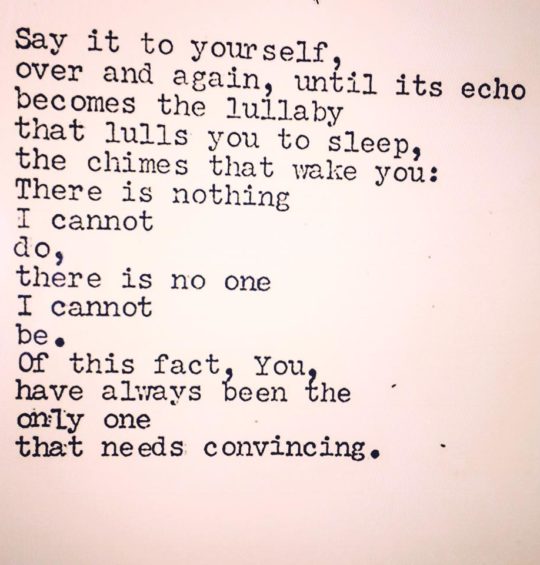 Say it to yourself,
over and again, until its echo
becomes the lullaby
that lulls you to sleep,
the chimes that wake you:
There is nothing
I cannot
do,
there is no one
I cannot
be.
Of this fact, You,
have always been the
only one
that needs convincing.